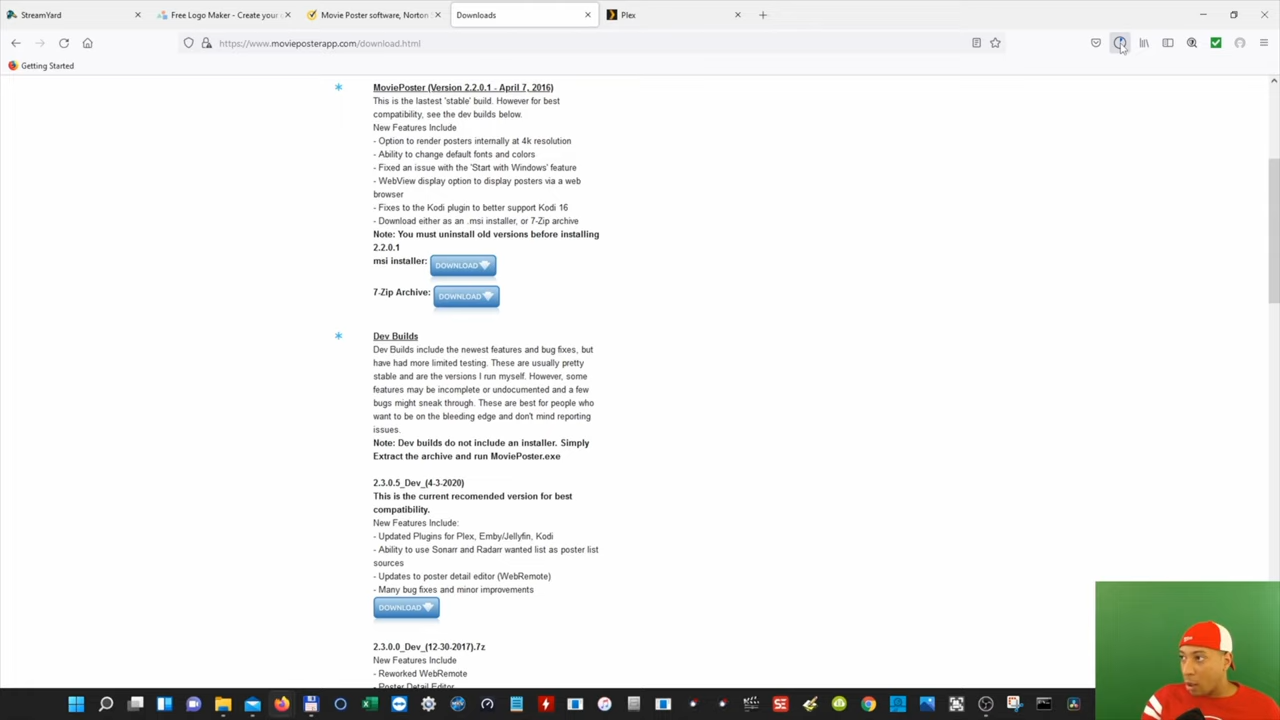 StreamYard
Free Logo Maker - Create your
Movie Poster software, Norton
Downloads
Plex
https://www.movieposterapp.com/download.html
Getting Started
MoviePoster (Version 2.2.0.1 - April 7, 2016)
This is the lastest 'stable' build. However for best
compatibility, see the dev builds below.
New Features Include
- Option to render posters internally at 4k resolution
- Ability to change default fonts and colors
- Fixed an issue with the 'Start with Windows' feature
- WebView display option to display posters via a web
browser
- Fixes to the Kodi plugin to better support Kodi 16
- Download either as an .msi installer, or 7-Zip archive
Note: You must uninstall old versions before installing
2.2.0.1
msi installer: DOWNLOAD
7-Zip Archive: DOWNLOAD
Dev Builds
Dev Builds include the newest features and bug fixes, but
have had more limited testing. These are usually pretty
stable and are the versions I run myself. However, some
features may be incomplete or undocumented and a few
bugs might sneak through. These are best for people who
want to be on the bleeding edge and don't mind reporting
issues.
Note: Dev builds do not include an installer. Simply
Extract the archive and run MoviePoster.exe
2.3.0.5_Dev_(4-3-2020)
This is the current recomended version for best
compatibility.
New Features Include:
- Updated Plugins for Plex, Emby/Jellyfin, Kodi
- Ability to use Sonarr and Radarr wanted list as poster list
sources
- Updates to poster detail editor (WebRemote)
- Many bug fixes and minor improvements
DOWNLOAD
2.3.0.0_Dev_(12-30-2017).7z
New Features Include
- Reworked WebRemote
- Poster Detail Editor